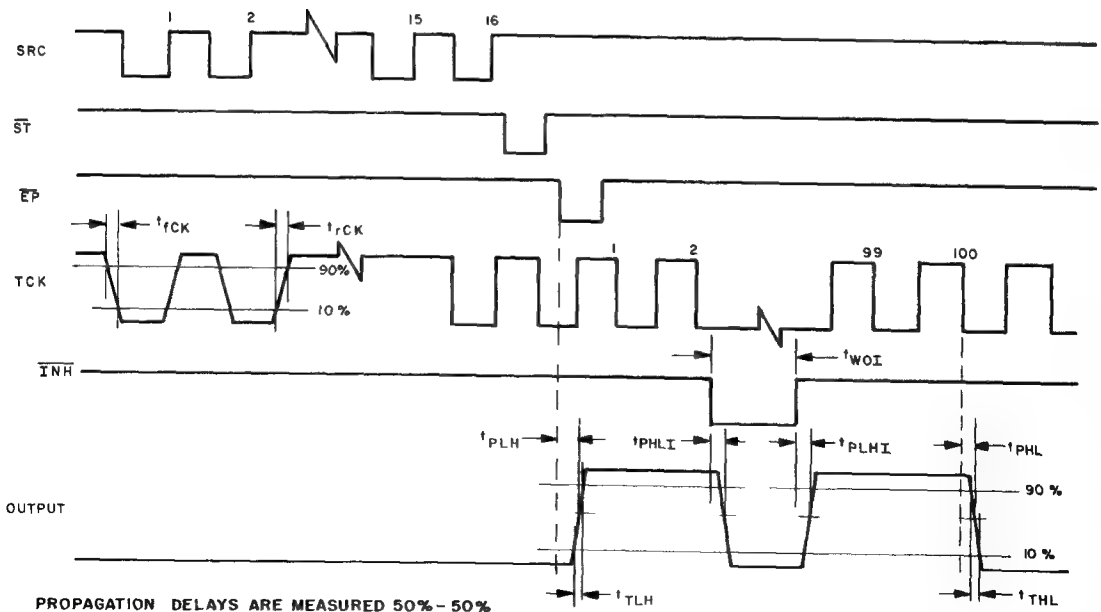 1 2 15 16
SRC
ST
EP
tfCK trCK
90%
1 2 99 100
TCK
10%
tWOI
INH
tPLH tPHLI tPLHI tPHL
90%
OUTPUT
10%
PROPAGATION DELAYS ARE MEASURED 50%-50%
tTLH tTHL